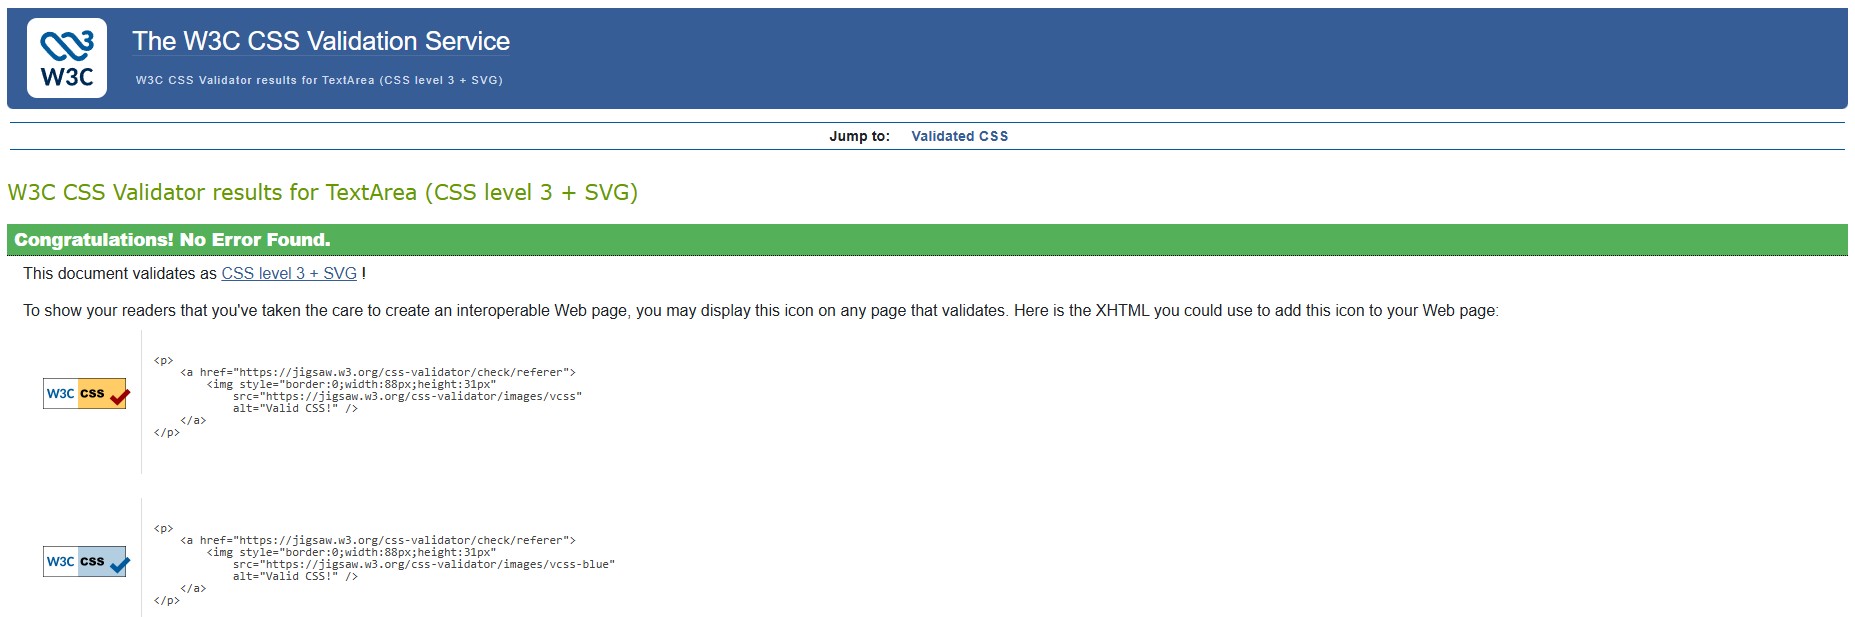 W3C
The W3C CSS Validation Service
W3C CSS Validator results for TextArea (CSS level 3 + SVG)
Jump to: Validated CSS
W3C CSS Validator results for TextArea (CSS level 3 + SVG)
Congratulations! No Error Found.
This document validates as CSS level 3 + SVG !
To show your readers that you've taken the care to create an interoperable Web page, you may display this icon on any page that validates. Here is the XHTML you could use to add this icon to your Web page:
W3C CSS
<p>
    <a href="https://jigsaw.w3.org/css-validator/check/referer">
        <img style="border:0;width:88px;height:31px"
            src="https://jigsaw.w3.org/css-validator/images/vcss"
            alt="Valid CSS!" />
    </a>
</p>
W3C CSS
<p>
    <a href="https://jigsaw.w3.org/css-validator/check/referer">
        <img style="border:0;width:88px;height:31px"
            src="https://jigsaw.w3.org/css-validator/images/vcss-blue"
            alt="Valid CSS!" />
    </a>
</p>